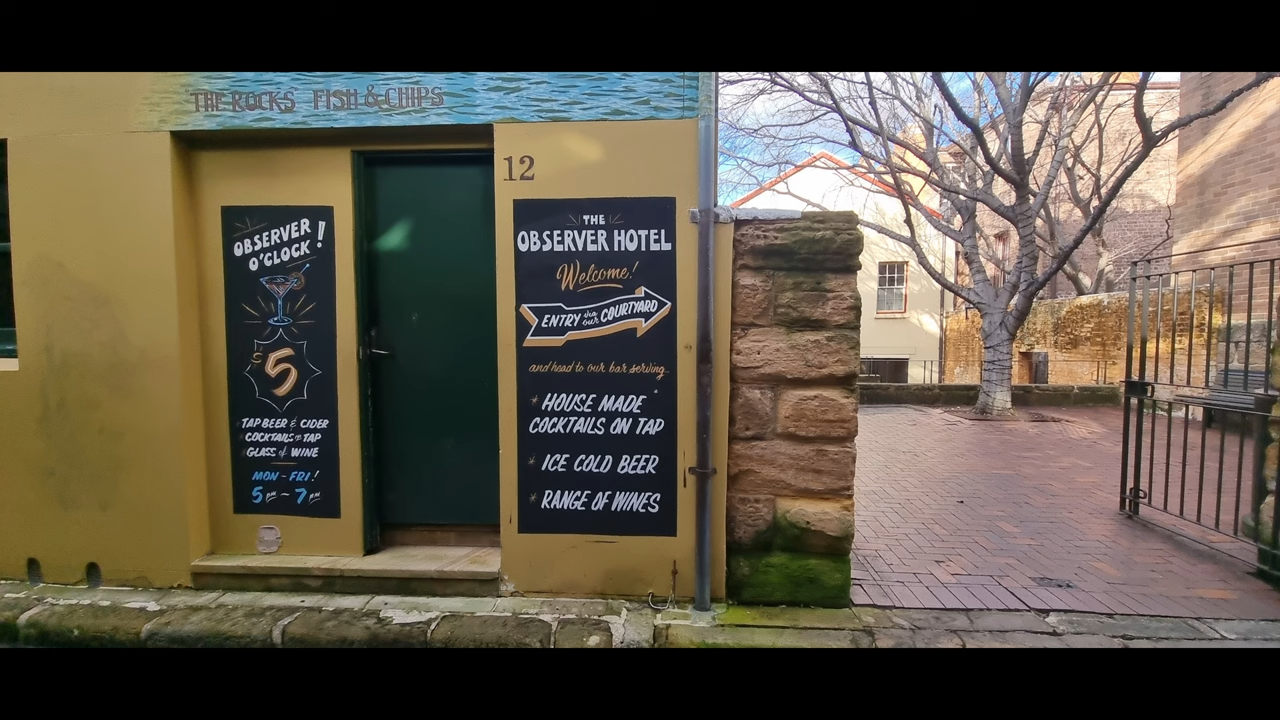 THE ROCKS FISH & CHIPS
12
OBSERVER
O'CLOCK!
$5
TAP BEER & CIDER
COCKTAILS on TAP
GLASS of WINE
MON - FRI!
5pm - 7pm
THE
OBSERVER HOTEL
Welcome!
ENTRY via our COURTYARD
and head to our bar serving...
* HOUSE MADE *
COCKTAILS ON TAP
* ICE COLD BEER
* RANGE OF WINES